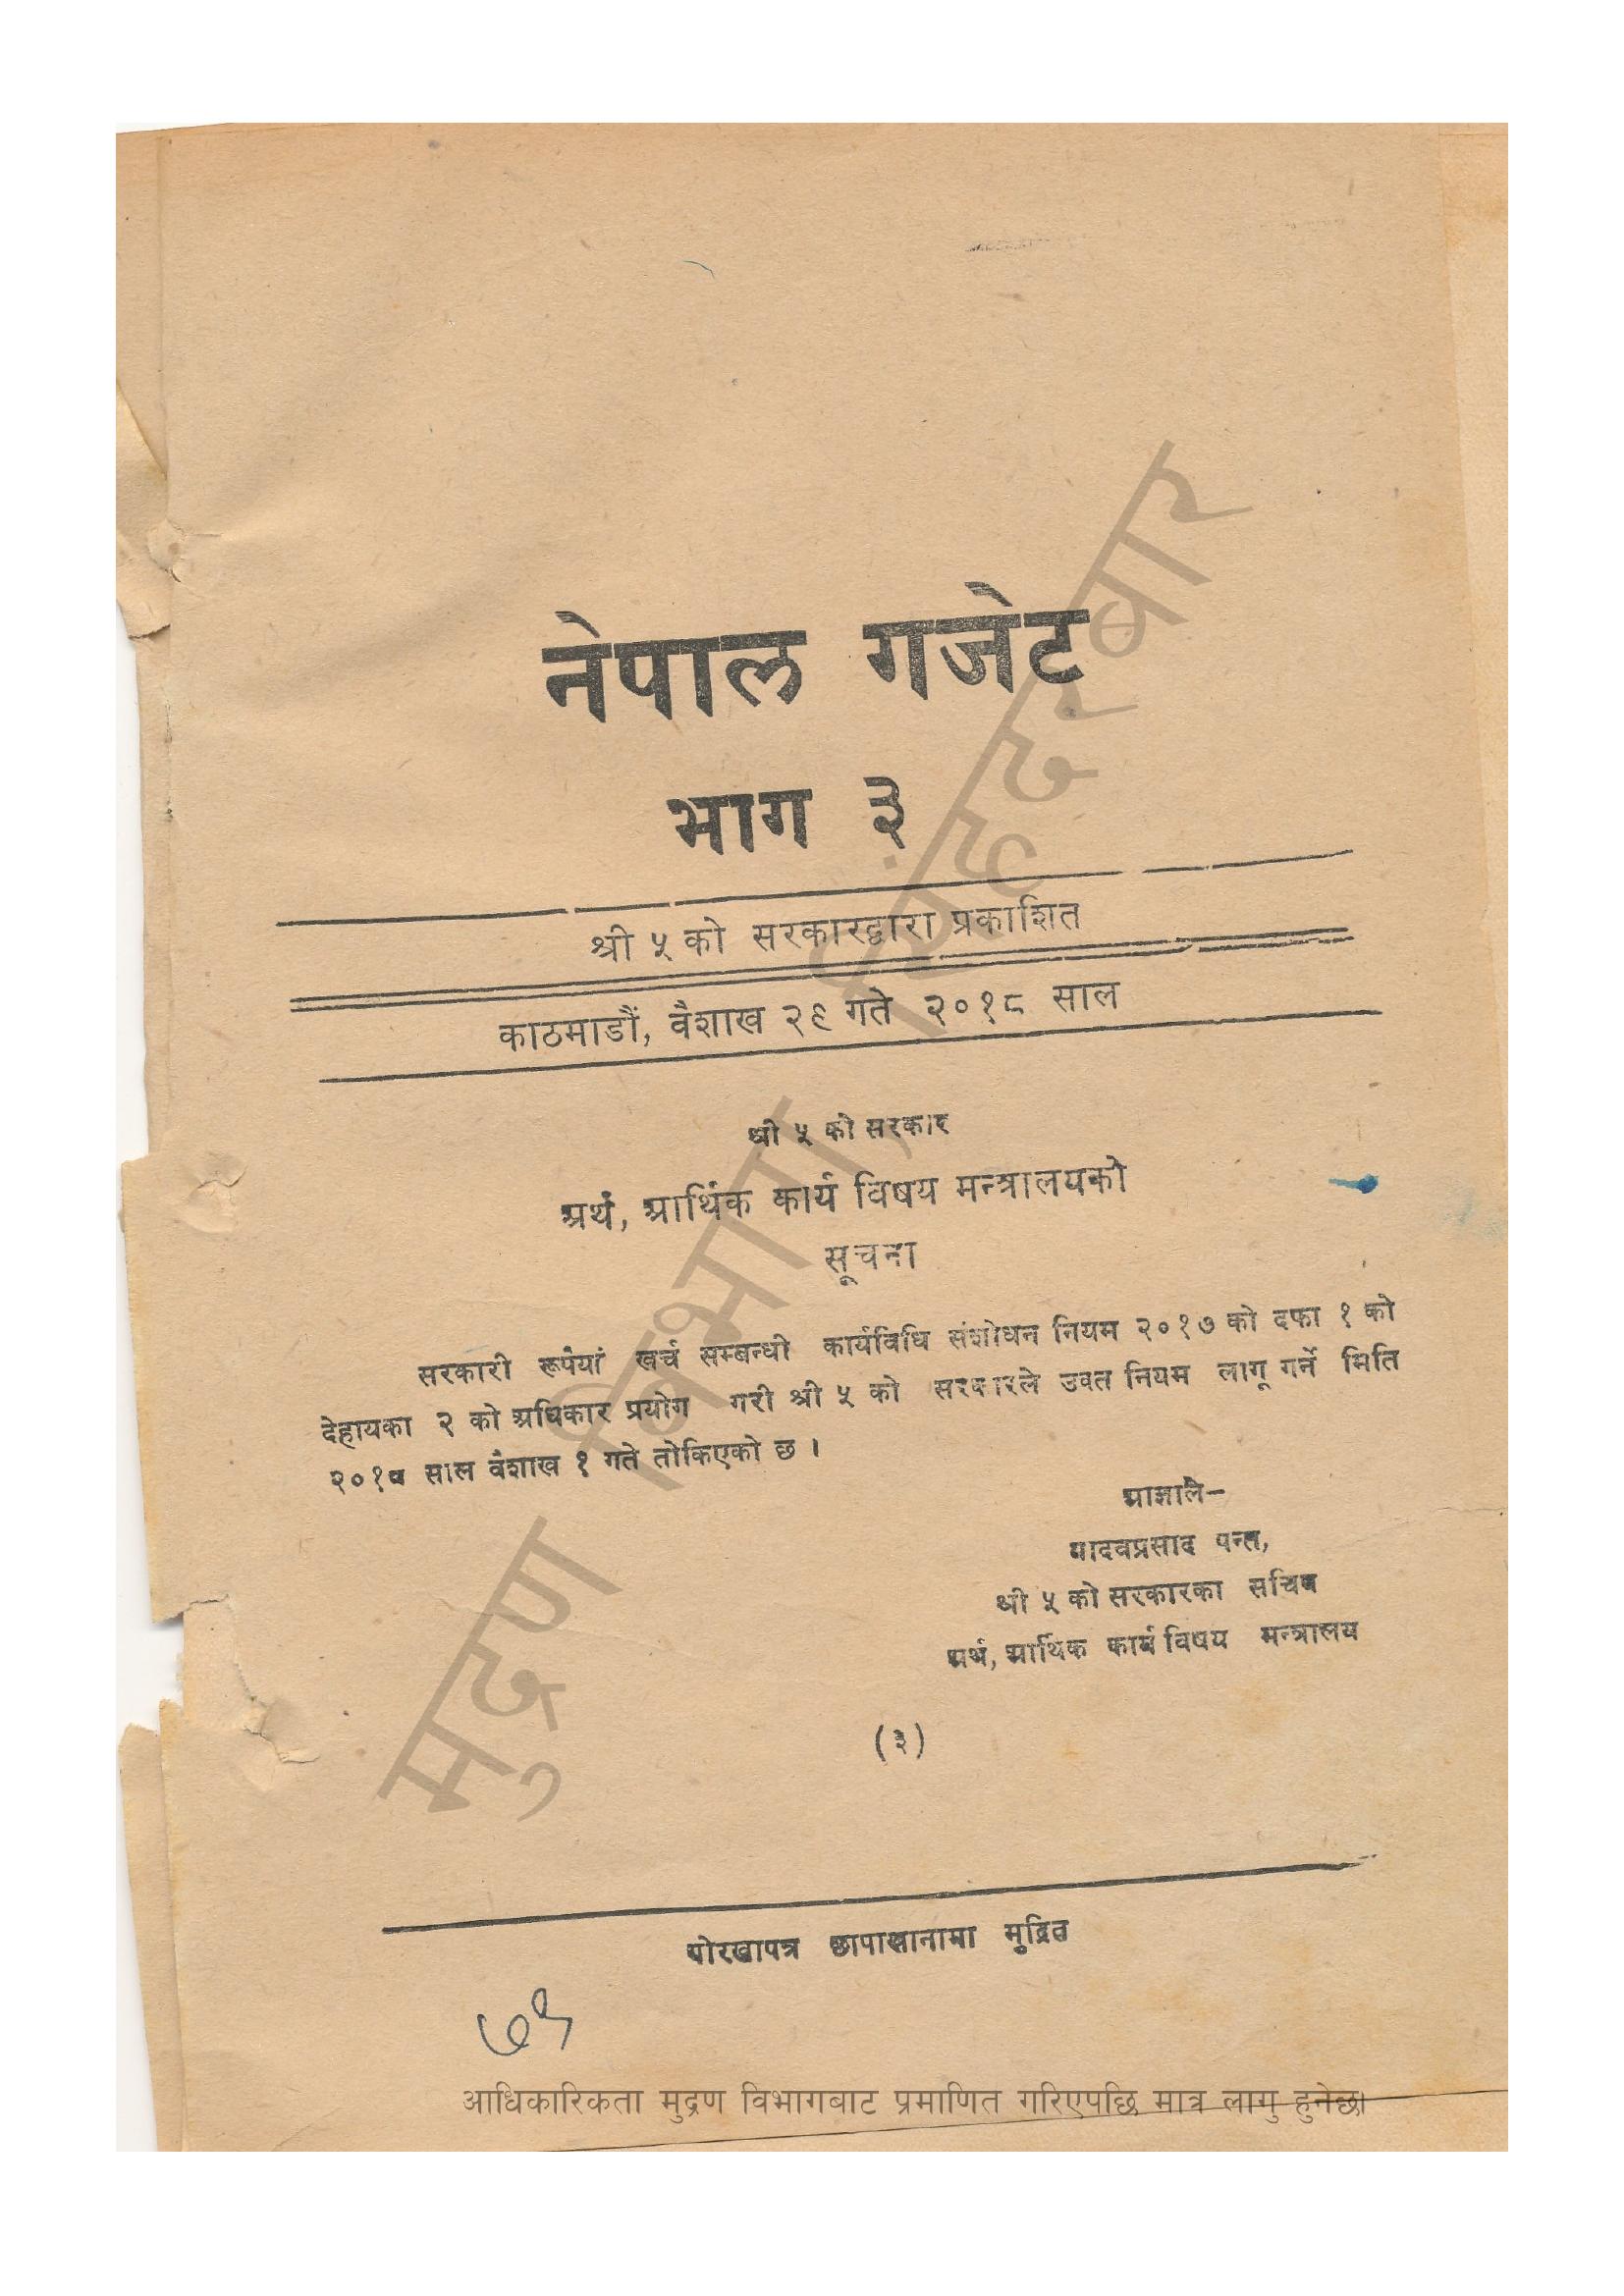 नेपाल गजेट
भाग ३
श्री ५ को सरकारद्वारा प्रकाशित
काठमाडौं, वैशाख २९ गते २०१८ साल
श्री ५ को सरकार
अर्थ, आर्थिक कार्य विषय मन्त्रालयको
सूचना
सरकारी रूपैयां खर्च सम्बन्धी कार्यविधि संशोधन नियम २०१७ को दफा १ को
देहायका २ को अधिकार प्रयोग गरी श्री ५ को सरकारले उक्त नियम लागू गर्ने मिति
२०१८ साल वैशाख १ गते तोकिएको छ ।
आज्ञाले–
यादवप्रसाद पन्त,
श्री ५ को सरकारका सचिव
अर्थ, आर्थिक कार्य विषय मन्त्रालय
(३)
गोरखापत्र छापाखानामा मुद्रित
७१
आधिकारिकता मुद्रण विभागबाट प्रमाणित गरिएपछि मात्र लागु हुनेछ।
मुद्रण विभाग, सिंहदरबार